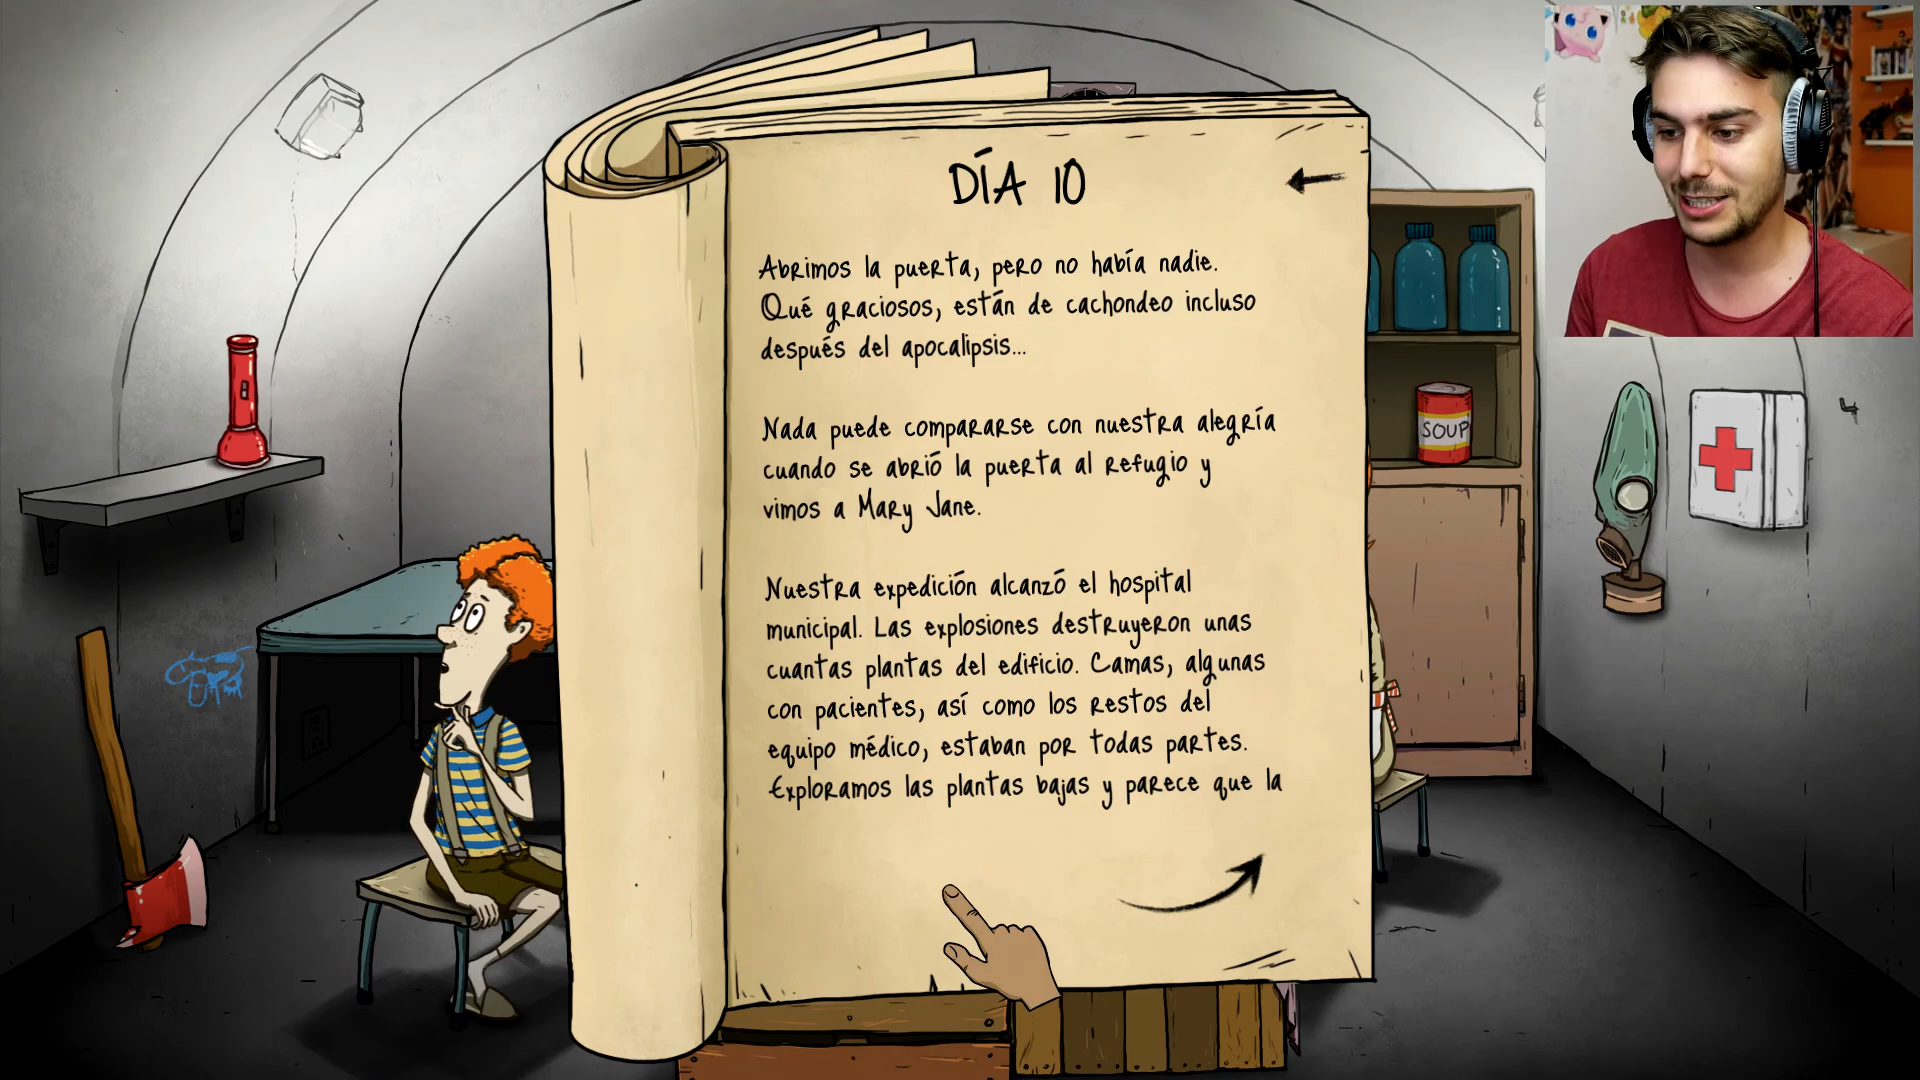 DÍA 10
Abrimos la puerta, pero no había nadie.
Qué graciosos, están de cachondeo incluso
después del apocalipsis...
Nada puede compararse con nuestra alegría
cuando se abrió la puerta al refugio y
vimos a Mary Jane.
Nuestra expedición alcanzó el hospital
municipal. Las explosiones destruyeron unas
cuantas plantas del edificio. Camas, algunas
con pacientes, así como los restos del
equipo médico, estaban por todas partes.
Exploramos las plantas bajas y parece que la
SOUP